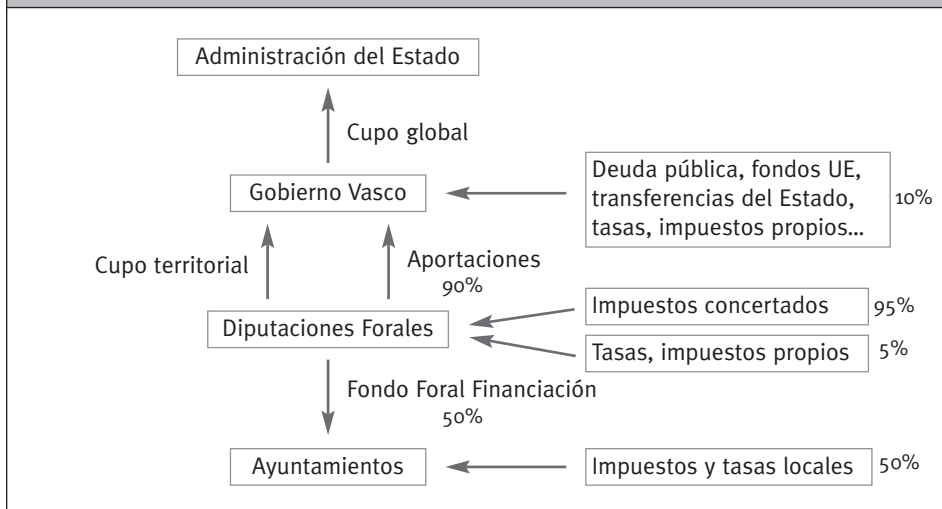 Administración del Estado
Cupo global
Gobierno Vasco
Deuda pública, fondos UE,
transferencias del Estado,
tasas, impuestos propios...
10%
Cupo territorial
Aportaciones
90%
Diputaciones Forales
Impuestos concertados
95%
Tasas, impuestos propios
5%
Fondo Foral Financiación
50%
Ayuntamientos
Impuestos y tasas locales
50%